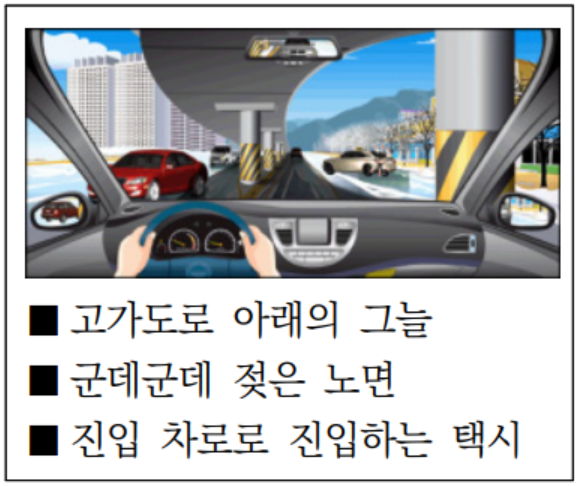 ■ 고가도로 아래의 그늘
■ 군데군데 젖은 노면
■ 진입 차로로 진입하는 택시